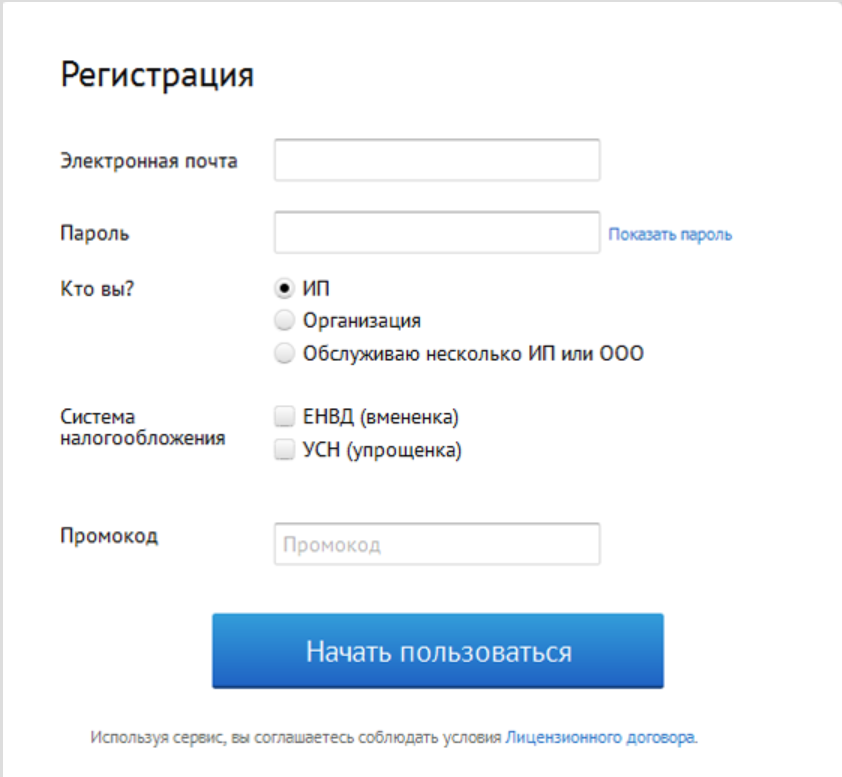 Регистрация
Электронная почта
Пароль
Показать пароль
Кто вы?
ИП
Организация
Обслуживаю несколько ИП или ООО
Система
налогообложения
ЕНВД (вмененка)
УСН (упрощенка)
Промокод
Промокод
Начать пользоваться
Используя сервис, вы соглашаетесь соблюдать условия Лицензионного договора.